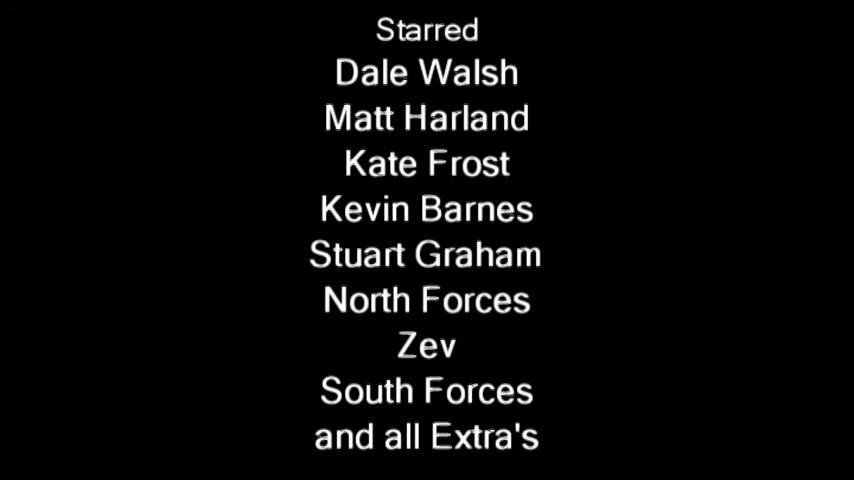 Starred
Dale Walsh
Matt Harland
Kate Frost
Kevin Barnes
Stuart Graham
North Forces
Zev
South Forces
and all Extra's